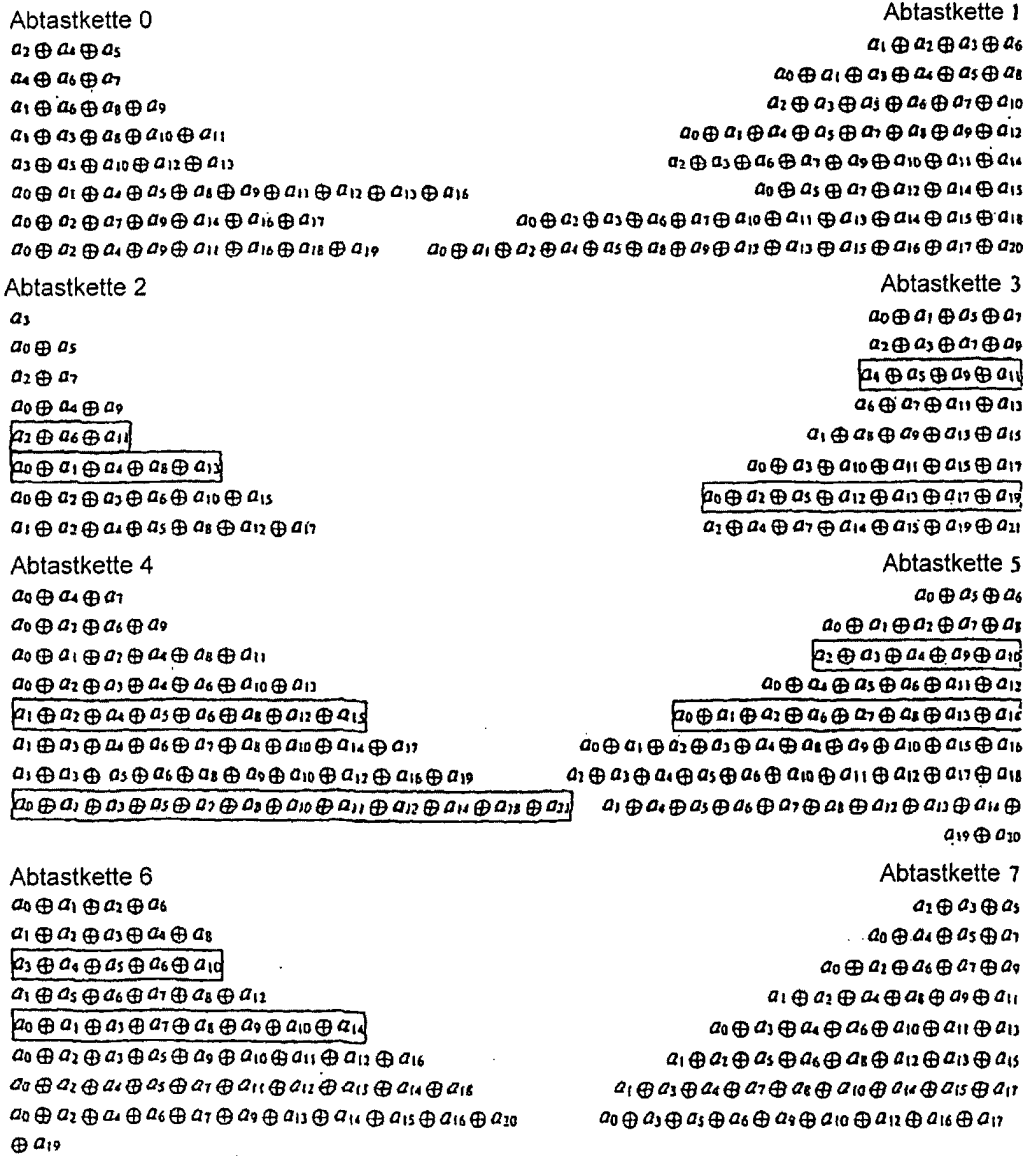 Abtastkette 0
a2 ⊕ a4 ⊕ a5
a4 ⊕ a6 ⊕ a7
a1 ⊕ a6 ⊕ a8 ⊕ a9
a1 ⊕ a3 ⊕ a8 ⊕ a10 ⊕ a11
a3 ⊕ a5 ⊕ a10 ⊕ a12 ⊕ a13
a0 ⊕ a1 ⊕ a4 ⊕ a5 ⊕ a8 ⊕ a9 ⊕ a11 ⊕ a12 ⊕ a13 ⊕ a16
a0 ⊕ a2 ⊕ a7 ⊕ a9 ⊕ a14 ⊕ a16 ⊕ a17
a0 ⊕ a2 ⊕ a4 ⊕ a9 ⊕ a11 ⊕ a16 ⊕ a18 ⊕ a19
Abtastkette 1
a1 ⊕ a2 ⊕ a3 ⊕ a6
a0 ⊕ a1 ⊕ a3 ⊕ a4 ⊕ a5 ⊕ a8
a2 ⊕ a3 ⊕ a5 ⊕ a6 ⊕ a7 ⊕ a10
a0 ⊕ a1 ⊕ a4 ⊕ a5 ⊕ a7 ⊕ a8 ⊕ a9 ⊕ a12
a2 ⊕ a3 ⊕ a6 ⊕ a7 ⊕ a9 ⊕ a10 ⊕ a11 ⊕ a14
a0 ⊕ a5 ⊕ a7 ⊕ a12 ⊕ a14 ⊕ a15
a0 ⊕ a2 ⊕ a3 ⊕ a6 ⊕ a7 ⊕ a10 ⊕ a11 ⊕ a13 ⊕ a14 ⊕ a15 ⊕ a18
a0 ⊕ a1 ⊕ a2 ⊕ a4 ⊕ a5 ⊕ a8 ⊕ a9 ⊕ a12 ⊕ a13 ⊕ a15 ⊕ a16 ⊕ a17 ⊕ a20
Abtastkette 2
a3
a0 ⊕ a5
a2 ⊕ a7
a0 ⊕ a4 ⊕ a9
a2 ⊕ a6 ⊕ a11
a0 ⊕ a1 ⊕ a4 ⊕ a8 ⊕ a13
a0 ⊕ a2 ⊕ a3 ⊕ a6 ⊕ a10 ⊕ a15
a1 ⊕ a2 ⊕ a4 ⊕ a5 ⊕ a8 ⊕ a12 ⊕ a17
Abtastkette 3
a0 ⊕ a1 ⊕ a5 ⊕ a7
a2 ⊕ a3 ⊕ a7 ⊕ a9
a4 ⊕ a5 ⊕ a9 ⊕ a11
a6 ⊕ a7 ⊕ a11 ⊕ a13
a1 ⊕ a8 ⊕ a9 ⊕ a13 ⊕ a15
a0 ⊕ a3 ⊕ a10 ⊕ a11 ⊕ a15 ⊕ a17
a0 ⊕ a2 ⊕ a5 ⊕ a12 ⊕ a13 ⊕ a17 ⊕ a19
a2 ⊕ a4 ⊕ a7 ⊕ a14 ⊕ a15 ⊕ a19 ⊕ a21
Abtastkette 4
a0 ⊕ a4 ⊕ a7
a0 ⊕ a2 ⊕ a6 ⊕ a9
a0 ⊕ a1 ⊕ a2 ⊕ a4 ⊕ a8 ⊕ a11
a0 ⊕ a2 ⊕ a3 ⊕ a4 ⊕ a6 ⊕ a10 ⊕ a13
a1 ⊕ a2 ⊕ a4 ⊕ a5 ⊕ a6 ⊕ a8 ⊕ a12 ⊕ a15
a1 ⊕ a3 ⊕ a4 ⊕ a6 ⊕ a7 ⊕ a8 ⊕ a10 ⊕ a14 ⊕ a17
a1 ⊕ a3 ⊕ a5 ⊕ a6 ⊕ a8 ⊕ a9 ⊕ a10 ⊕ a12 ⊕ a16 ⊕ a19
a0 ⊕ a1 ⊕ a3 ⊕ a5 ⊕ a7 ⊕ a8 ⊕ a10 ⊕ a11 ⊕ a12 ⊕ a14 ⊕ a18 ⊕ a21
Abtastkette 5
a0 ⊕ a5 ⊕ a6
a0 ⊕ a1 ⊕ a2 ⊕ a7 ⊕ a8
a2 ⊕ a3 ⊕ a4 ⊕ a9 ⊕ a10
a0 ⊕ a4 ⊕ a5 ⊕ a6 ⊕ a11 ⊕ a12
a0 ⊕ a1 ⊕ a2 ⊕ a6 ⊕ a7 ⊕ a8 ⊕ a13 ⊕ a14
a0 ⊕ a1 ⊕ a2 ⊕ a3 ⊕ a4 ⊕ a8 ⊕ a9 ⊕ a10 ⊕ a15 ⊕ a16
a2 ⊕ a3 ⊕ a4 ⊕ a5 ⊕ a6 ⊕ a10 ⊕ a11 ⊕ a12 ⊕ a17 ⊕ a18
a1 ⊕ a4 ⊕ a5 ⊕ a6 ⊕ a7 ⊕ a8 ⊕ a12 ⊕ a13 ⊕ a14 ⊕
a19 ⊕ a20
Abtastkette 6
a0 ⊕ a1 ⊕ a2 ⊕ a6
a1 ⊕ a2 ⊕ a3 ⊕ a4 ⊕ a8
a3 ⊕ a4 ⊕ a5 ⊕ a6 ⊕ a10
a1 ⊕ a5 ⊕ a6 ⊕ a7 ⊕ a8 ⊕ a12
a0 ⊕ a1 ⊕ a3 ⊕ a7 ⊕ a8 ⊕ a9 ⊕ a10 ⊕ a14
a0 ⊕ a2 ⊕ a3 ⊕ a5 ⊕ a9 ⊕ a10 ⊕ a11 ⊕ a12 ⊕ a16
a0 ⊕ a2 ⊕ a4 ⊕ a5 ⊕ a7 ⊕ a11 ⊕ a12 ⊕ a13 ⊕ a14 ⊕ a18
a0 ⊕ a2 ⊕ a4 ⊕ a6 ⊕ a7 ⊕ a9 ⊕ a13 ⊕ a14 ⊕ a15 ⊕ a16 ⊕ a20
⊕ a19
Abtastkette 7
a2 ⊕ a3 ⊕ a5
a0 ⊕ a4 ⊕ a5 ⊕ a7
a0 ⊕ a2 ⊕ a6 ⊕ a7 ⊕ a9
a1 ⊕ a2 ⊕ a4 ⊕ a8 ⊕ a9 ⊕ a11
a0 ⊕ a3 ⊕ a4 ⊕ a6 ⊕ a10 ⊕ a11 ⊕ a13
a1 ⊕ a2 ⊕ a5 ⊕ a6 ⊕ a8 ⊕ a12 ⊕ a13 ⊕ a15
a1 ⊕ a3 ⊕ a4 ⊕ a7 ⊕ a8 ⊕ a10 ⊕ a14 ⊕ a15 ⊕ a17
a0 ⊕ a3 ⊕ a5 ⊕ a6 ⊕ a9 ⊕ a10 ⊕ a12 ⊕ a16 ⊕ a17